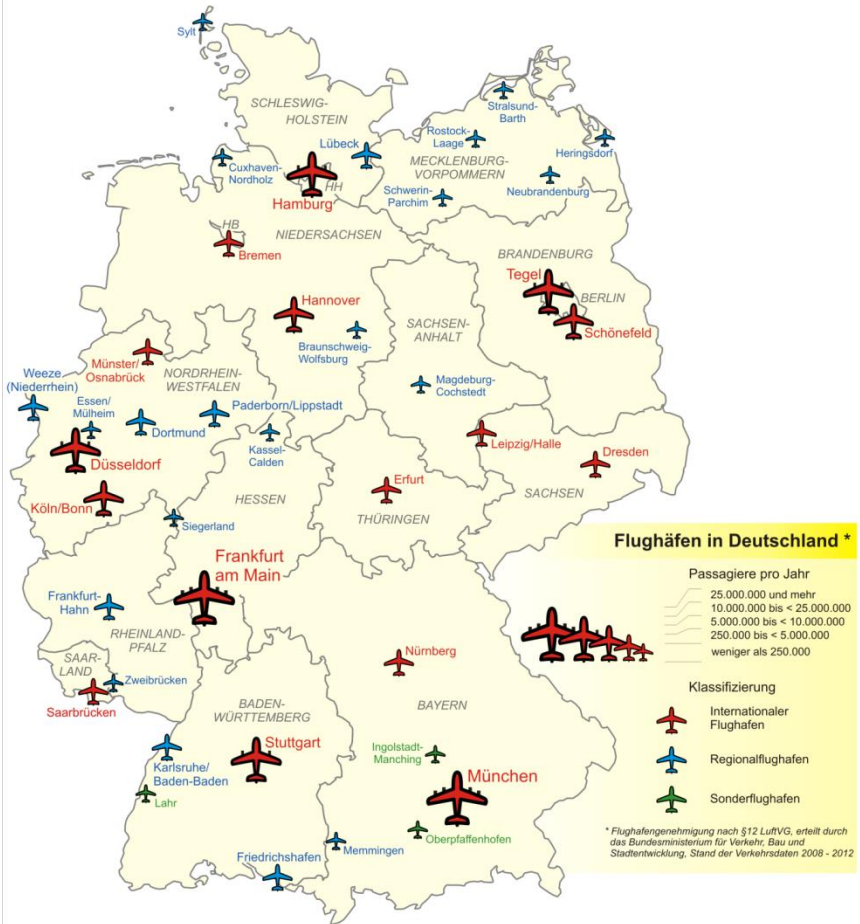 Sylt
SCHLESWIG-
HOLSTEIN
Stralsund-
Barth
Rostock-
Laage
Lübeck
Heringsdorf
Cuxhaven-
Nordholz
MECKLENBURG-
VORPOMMERN
HH
Neubrandenburg
Schwerin-
Parchim
Hamburg
HB
NIEDERSACHSEN
Bremen
BRANDENBURG
Tegel
BERLIN
Hannover
Schönefeld
SACHSEN-
ANHALT
Braunschweig-
Wolfsburg
Münster/
Osnabrück
NORDRHEIN-
WESTFALEN
Weeze
(Niederrhein)
Magdeburg-
Cochstedt
Essen/
Mülheim
Paderborn/Lippstadt
Dortmund
Kassel-
Calden
Leipzig/Halle
Dresden
Düsseldorf
Erfurt
HESSEN
SACHSEN
Köln/Bonn
THÜRINGEN
Siegerland
Frankfurt
am Main
Frankfurt-
Hahn
RHEINLAND-
PFALZ
Nürnberg
SAAR-
LAND
Zweibrücken
Saarbrücken
BADEN-
WÜRTTEMBERG
BAYERN
Stuttgart
Ingolstadt-
Manching
Karlsruhe/
Baden-Baden
München
Lahr
Oberpfaffenhofen
Memmingen
Friedrichshafen
Flughäfen in Deutschland *
Passagiere pro Jahr
25.000.000 und mehr
10.000.000 bis < 25.000.000
5.000.000 bis < 10.000.000
250.000 bis < 5.000.000
weniger als 250.000
Klassifizierung
Internationaler
Flughafen
Regionalflughafen
Sonderflughafen
* Flughafengenehmigung nach §12 LuftVG, erteilt durch
das Bundesministerium für Verkehr, Bau und
Stadtentwicklung, Stand der Verkehrsdaten 2008 - 2012